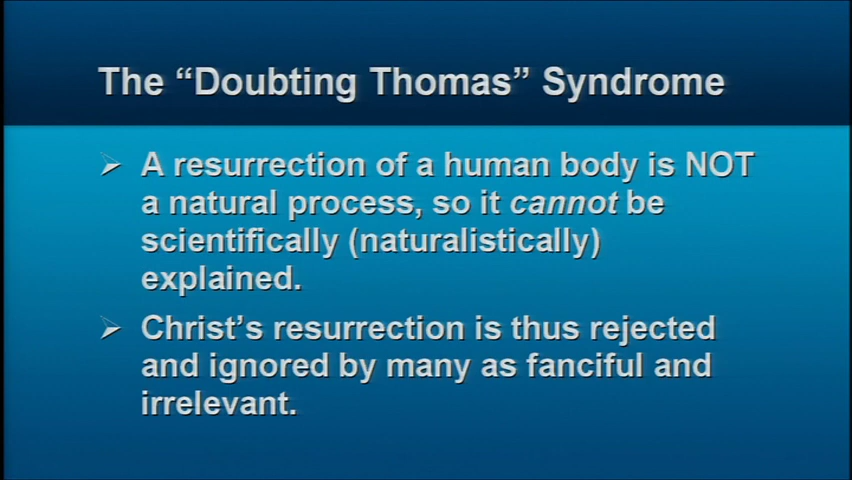 The “Doubting Thomas” Syndrome
A resurrection of a human body is NOT
a natural process, so it cannot be
scientifically (naturalistically)
explained.
Christ’s resurrection is thus rejected
and ignored by many as fanciful and
irrelevant.